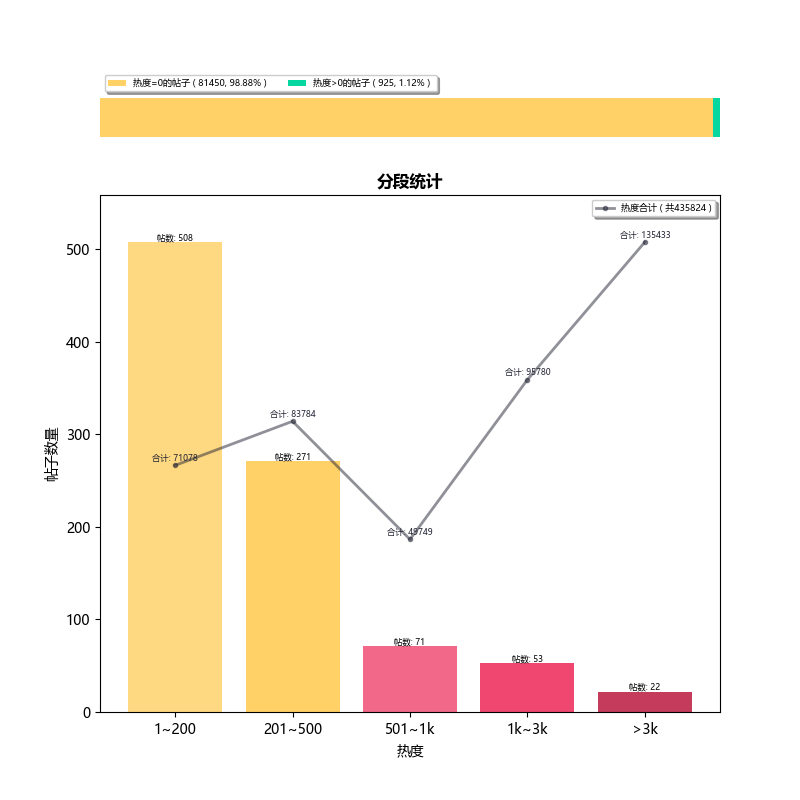 热度=0的帖子 ( 81450, 98.88% )
热度>0的帖子 ( 925, 1.12% )
分段统计
热度合计 ( 共435824 )
合计: 135433
帖数: 508
500
400
合计: 95780
合计: 83784
300
合计: 71078
帖数: 271
帖子数量
200
合计: 49749
100
帖数: 71
帖数: 53
帖数: 22
0
1~200
201~500
501~1k
1k~3k
>3k
热度